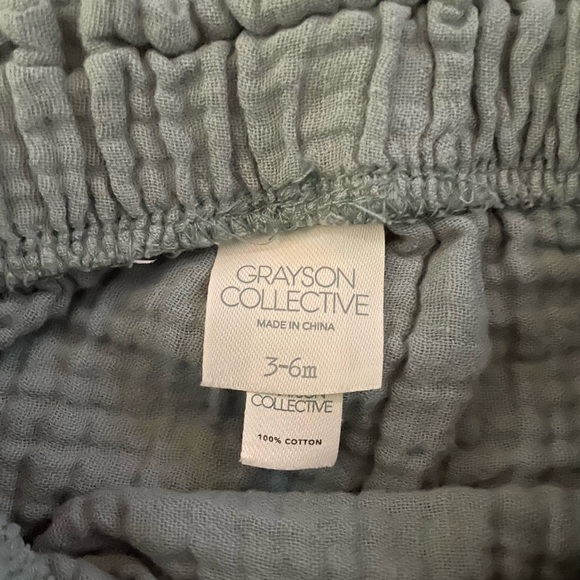 GRAYSON
COLLECTIVE
MADE IN CHINA
3-6m
COLLECTIVE
100% COTTON